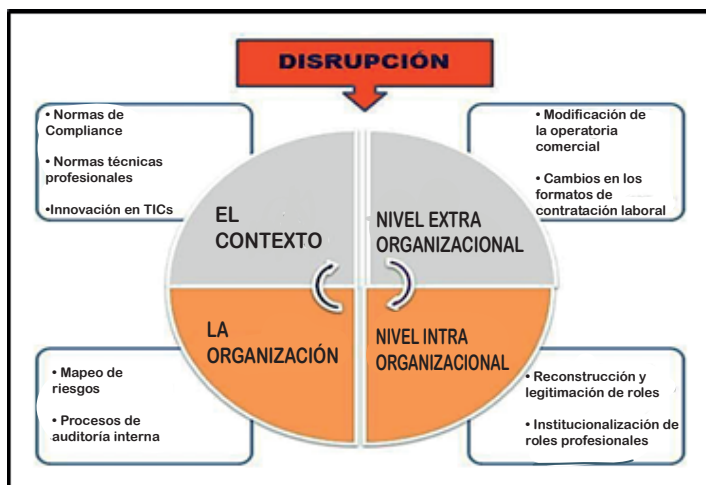 DISRUPCIÓN
• Normas de
Compliance
• Normas técnicas
profesionales
•Innovación en TICs
• Modificación de
la operatoria
comercial
• Cambios en los
formatos de
contratación laboral
EL
CONTEXTO
NIVEL EXTRA
ORGANIZACIONAL
LA
ORGANIZACIÓN
NIVEL INTRA
ORGANIZACIONAL
• Mapeo de
riesgos
• Procesos de
auditoría interna
• Reconstrucción y
legitimación de roles
• Institucionalización de
roles profesionales